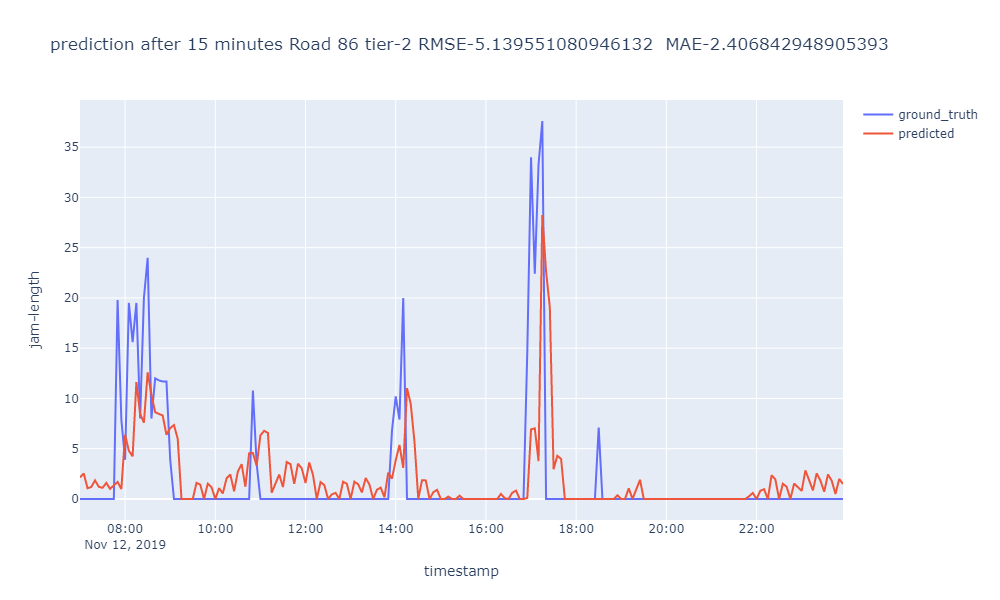 prediction after 15 minutes Road 86 tier-2 RMSE-5.139551080946132  MAE-2.406842948905393
ground_truth
predicted
35
30
25
20
15
10
5
0
jam-length
08:00 10:00 12:00 14:00 16:00 18:00 20:00 22:00
Nov 12, 2019
timestamp